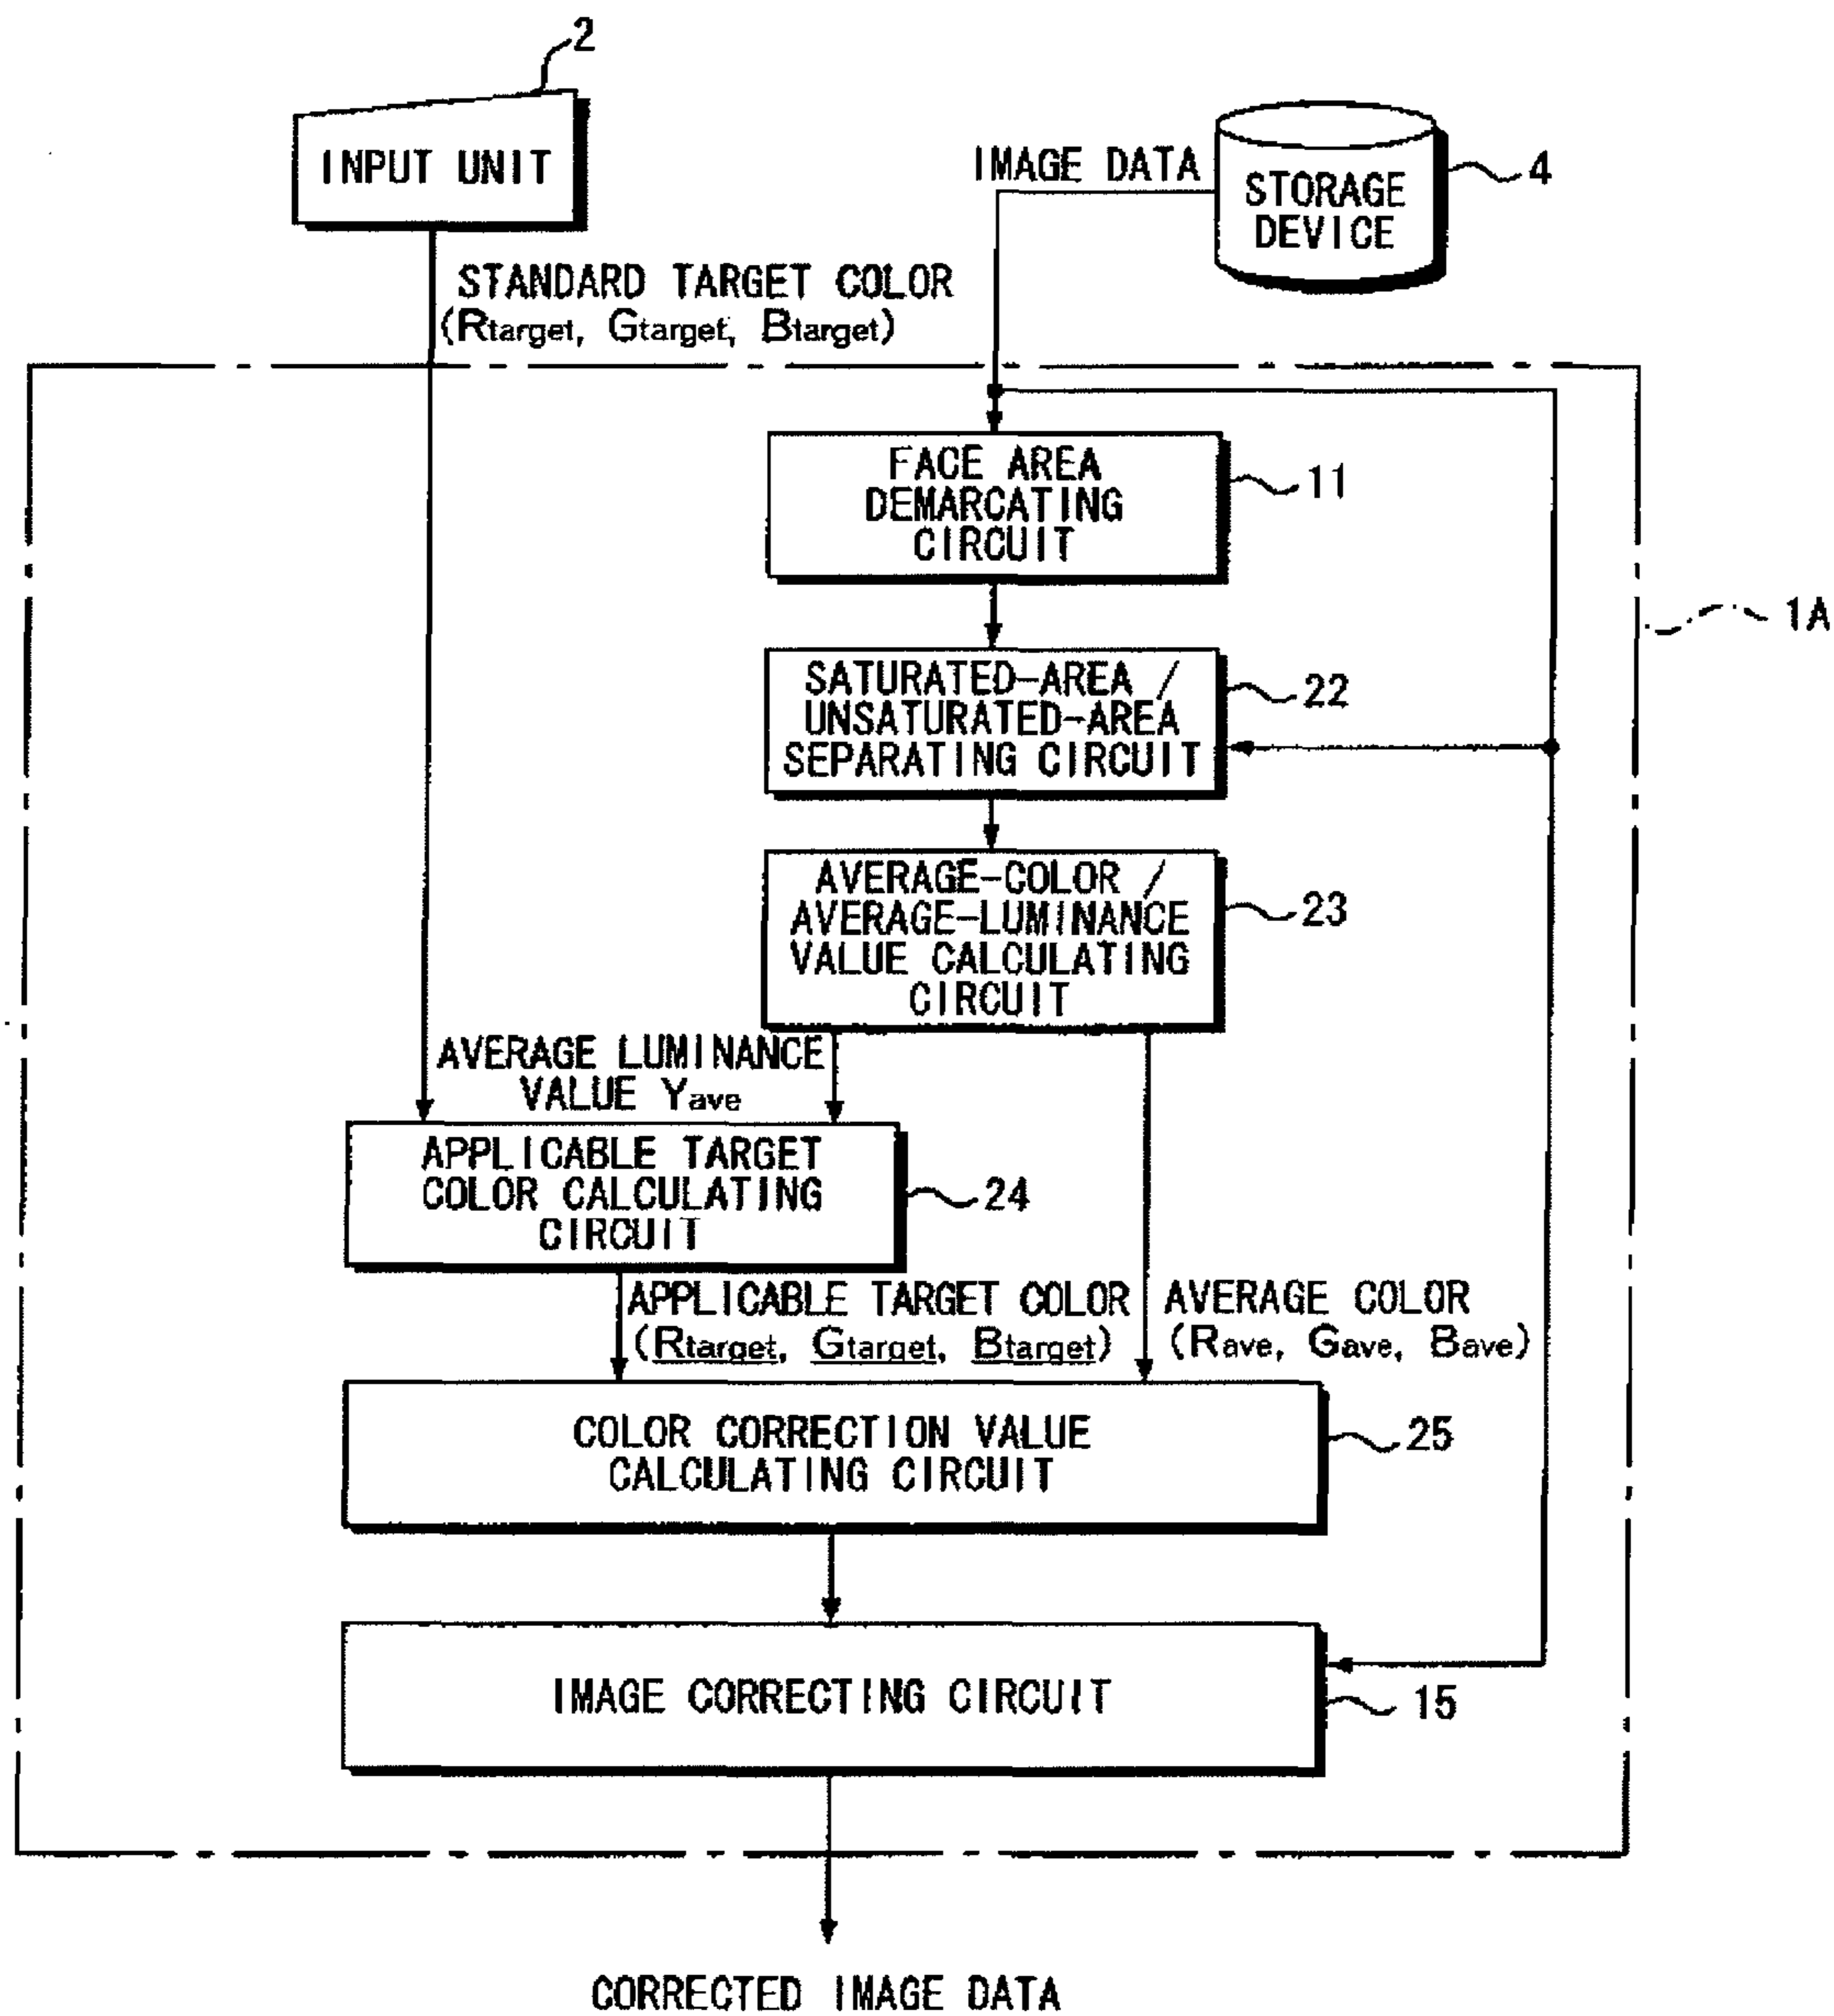 2
INPUT UNIT
IMAGE DATA
STORAGE
DEVICE
4
STANDARD TARGET COLOR
(Rtarget, Gtarget, Btarget)
FACE AREA
DEMARCATING
CIRCUIT
11
1A
SATURATED-AREA /
UNSATURATED-AREA
SEPARATING CIRCUIT
22
AVERAGE-COLOR /
AVERAGE-LUMINANCE
VALUE CALCULATING
CIRCUIT
23
AVERAGE LUMINANCE
VALUE Yave
APPLICABLE TARGET
COLOR CALCULATING
CIRCUIT
24
APPLICABLE TARGET COLOR
(Rtarget, Gtarget, Btarget)
AVERAGE COLOR
(Rave, Gave, Bave)
COLOR CORRECTION VALUE
CALCULATING CIRCUIT
25
IMAGE CORRECTING CIRCUIT
15
CORRECTED IMAGE DATA